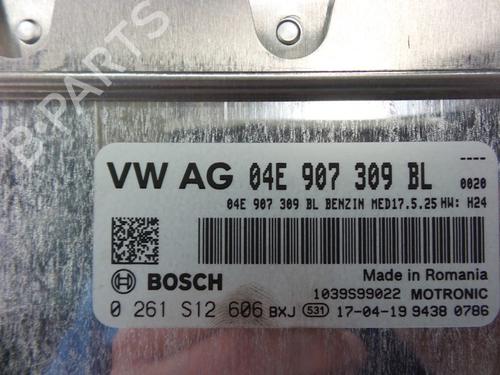 B-PARTS
VW AG 04E 907 309 BL 0020
04E 907 309 BL BENZIN MED17.5.25 HW: H24
BOSCH
Made in Romania
1039S99022 MOTRONIC
0 261 S12 606 BXJ 531 17-04-19 9438 0786